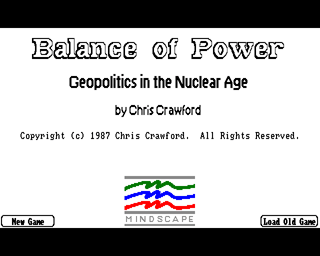 Balance of Power
Geopolitics in the Nuclear Age
by Chris Crawford
Copyright (c) 1987 Chris Crawford.  All Rights Reserved.
MINDSCAPE
New Game
Load Old Game